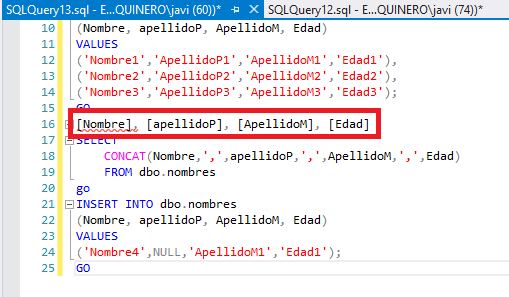 SQLQuery13.sql - E...QUINERO\javi (60))* SQLQuery12.sql - E...QUINERO\javi (74))*
10 (Nombre, apellidoP, ApellidoM, Edad)
11 VALUES
12 ('Nombre1','ApellidoP1','ApellidoM1','Edad1'),
13 ('Nombre2','ApellidoP2','ApellidoM2','Edad2'),
14 ('Nombre3','ApellidoP3','ApellidoM3','Edad3');
15 GO
16 [Nombre], [apellidoP], [ApellidoM], [Edad]
17 SELECT
18 CONCAT(Nombre,',',apellidoP,',',ApellidoM,',',Edad)
19 FROM dbo.nombres
20 go
21 INSERT INTO dbo.nombres
22 (Nombre, apellidoP, ApellidoM, Edad)
23 VALUES
24 ('Nombre4',NULL,'ApellidoM1','Edad1');
25 GO